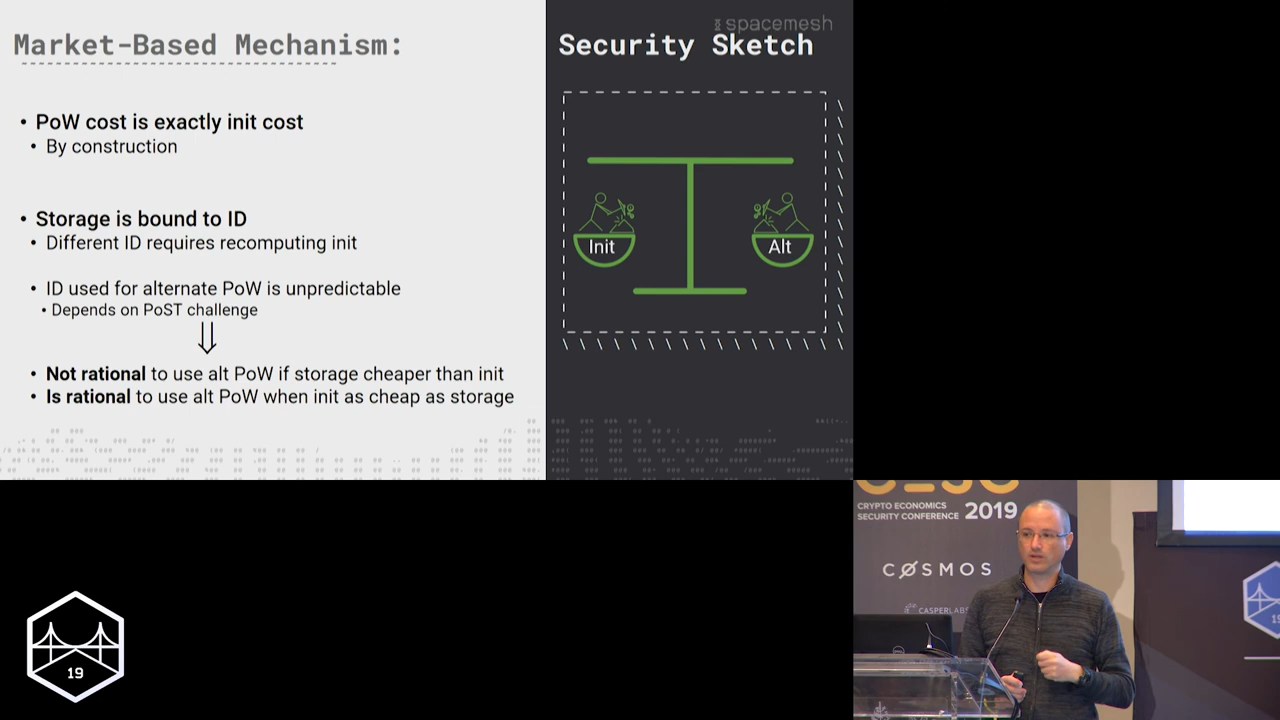 Market-Based Mechanism:
• PoW cost is exactly init cost
• By construction
• Storage is bound to ID
• Different ID requires recomputing init
• ID used for alternate PoW is unpredictable
• Depends on PoST challenge
• Not rational to use alt PoW if storage cheaper than init
• Is rational to use alt PoW when init as cheap as storage
spacemesh
Security Sketch
Init
Alt
CRYPTO ECONOMICS
SECURITY CONFERENCE 2019
CØSMOS
CASPERLABS
19